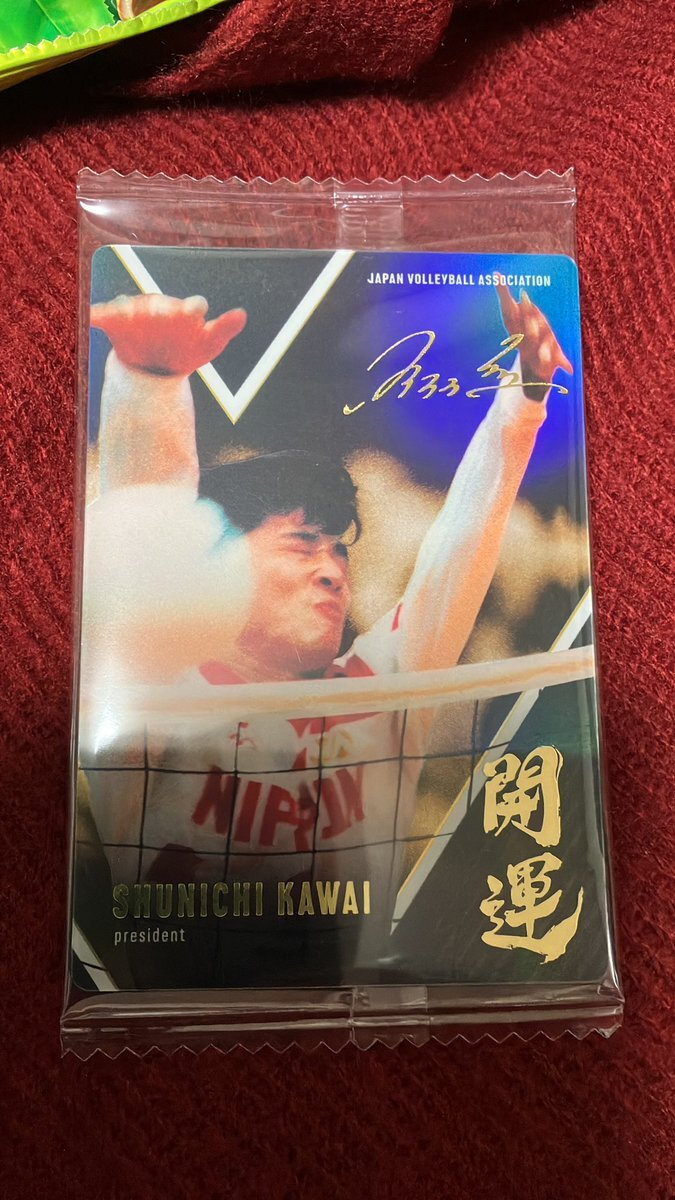 JAPAN VOLLEYBALL ASSOCIATION
NIPPON
SHUNICHI KAWAI
president
開運